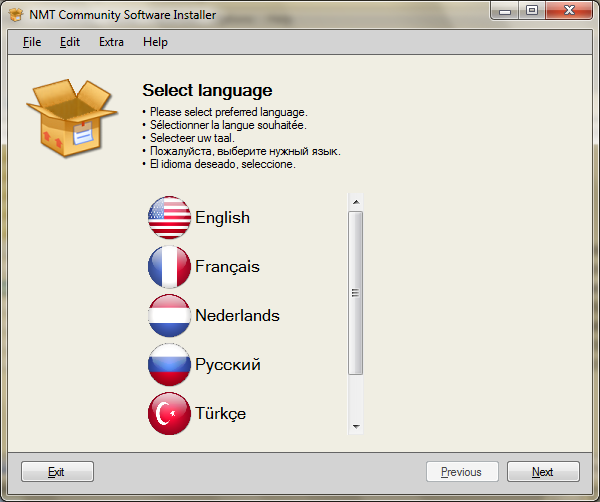 NMT Community Software Installer
File Edit Extra Help
Select language
• Please select preferred language.
• Sélectionner la langue souhaitée.
• Selecteer uw taal.
• Пожалуйста, выберите нужный язык.
• El idioma deseado, seleccione.
English
Français
Nederlands
Русский
Türkçe
Exit Previous Next